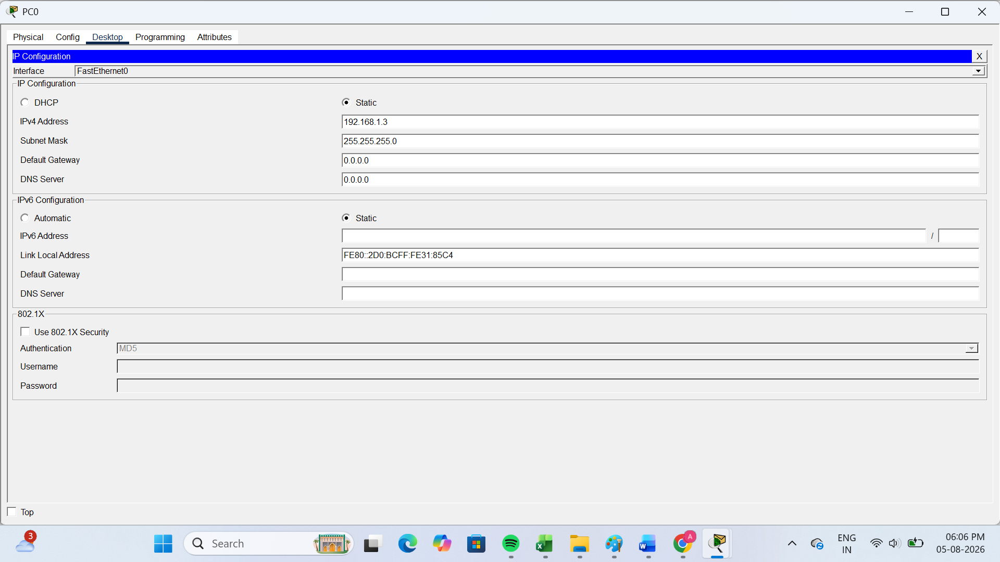 PC0
Physical Config Desktop Programming Attributes
IP Configuration X
Interface FastEthernet0
IP Configuration
DHCP Static
IPv4 Address 192.168.1.3
Subnet Mask 255.255.255.0
Default Gateway 0.0.0.0
DNS Server 0.0.0.0
IPv6 Configuration
Automatic Static
IPv6 Address /
Link Local Address FE80::2D0:BCFF:FE31:85C4
Default Gateway
DNS Server
802.1X
Use 802.1X Security
Authentication MD5
Username
Password
Top
3
Search
A
ENG
IN
06:06 PM
05-08-2026